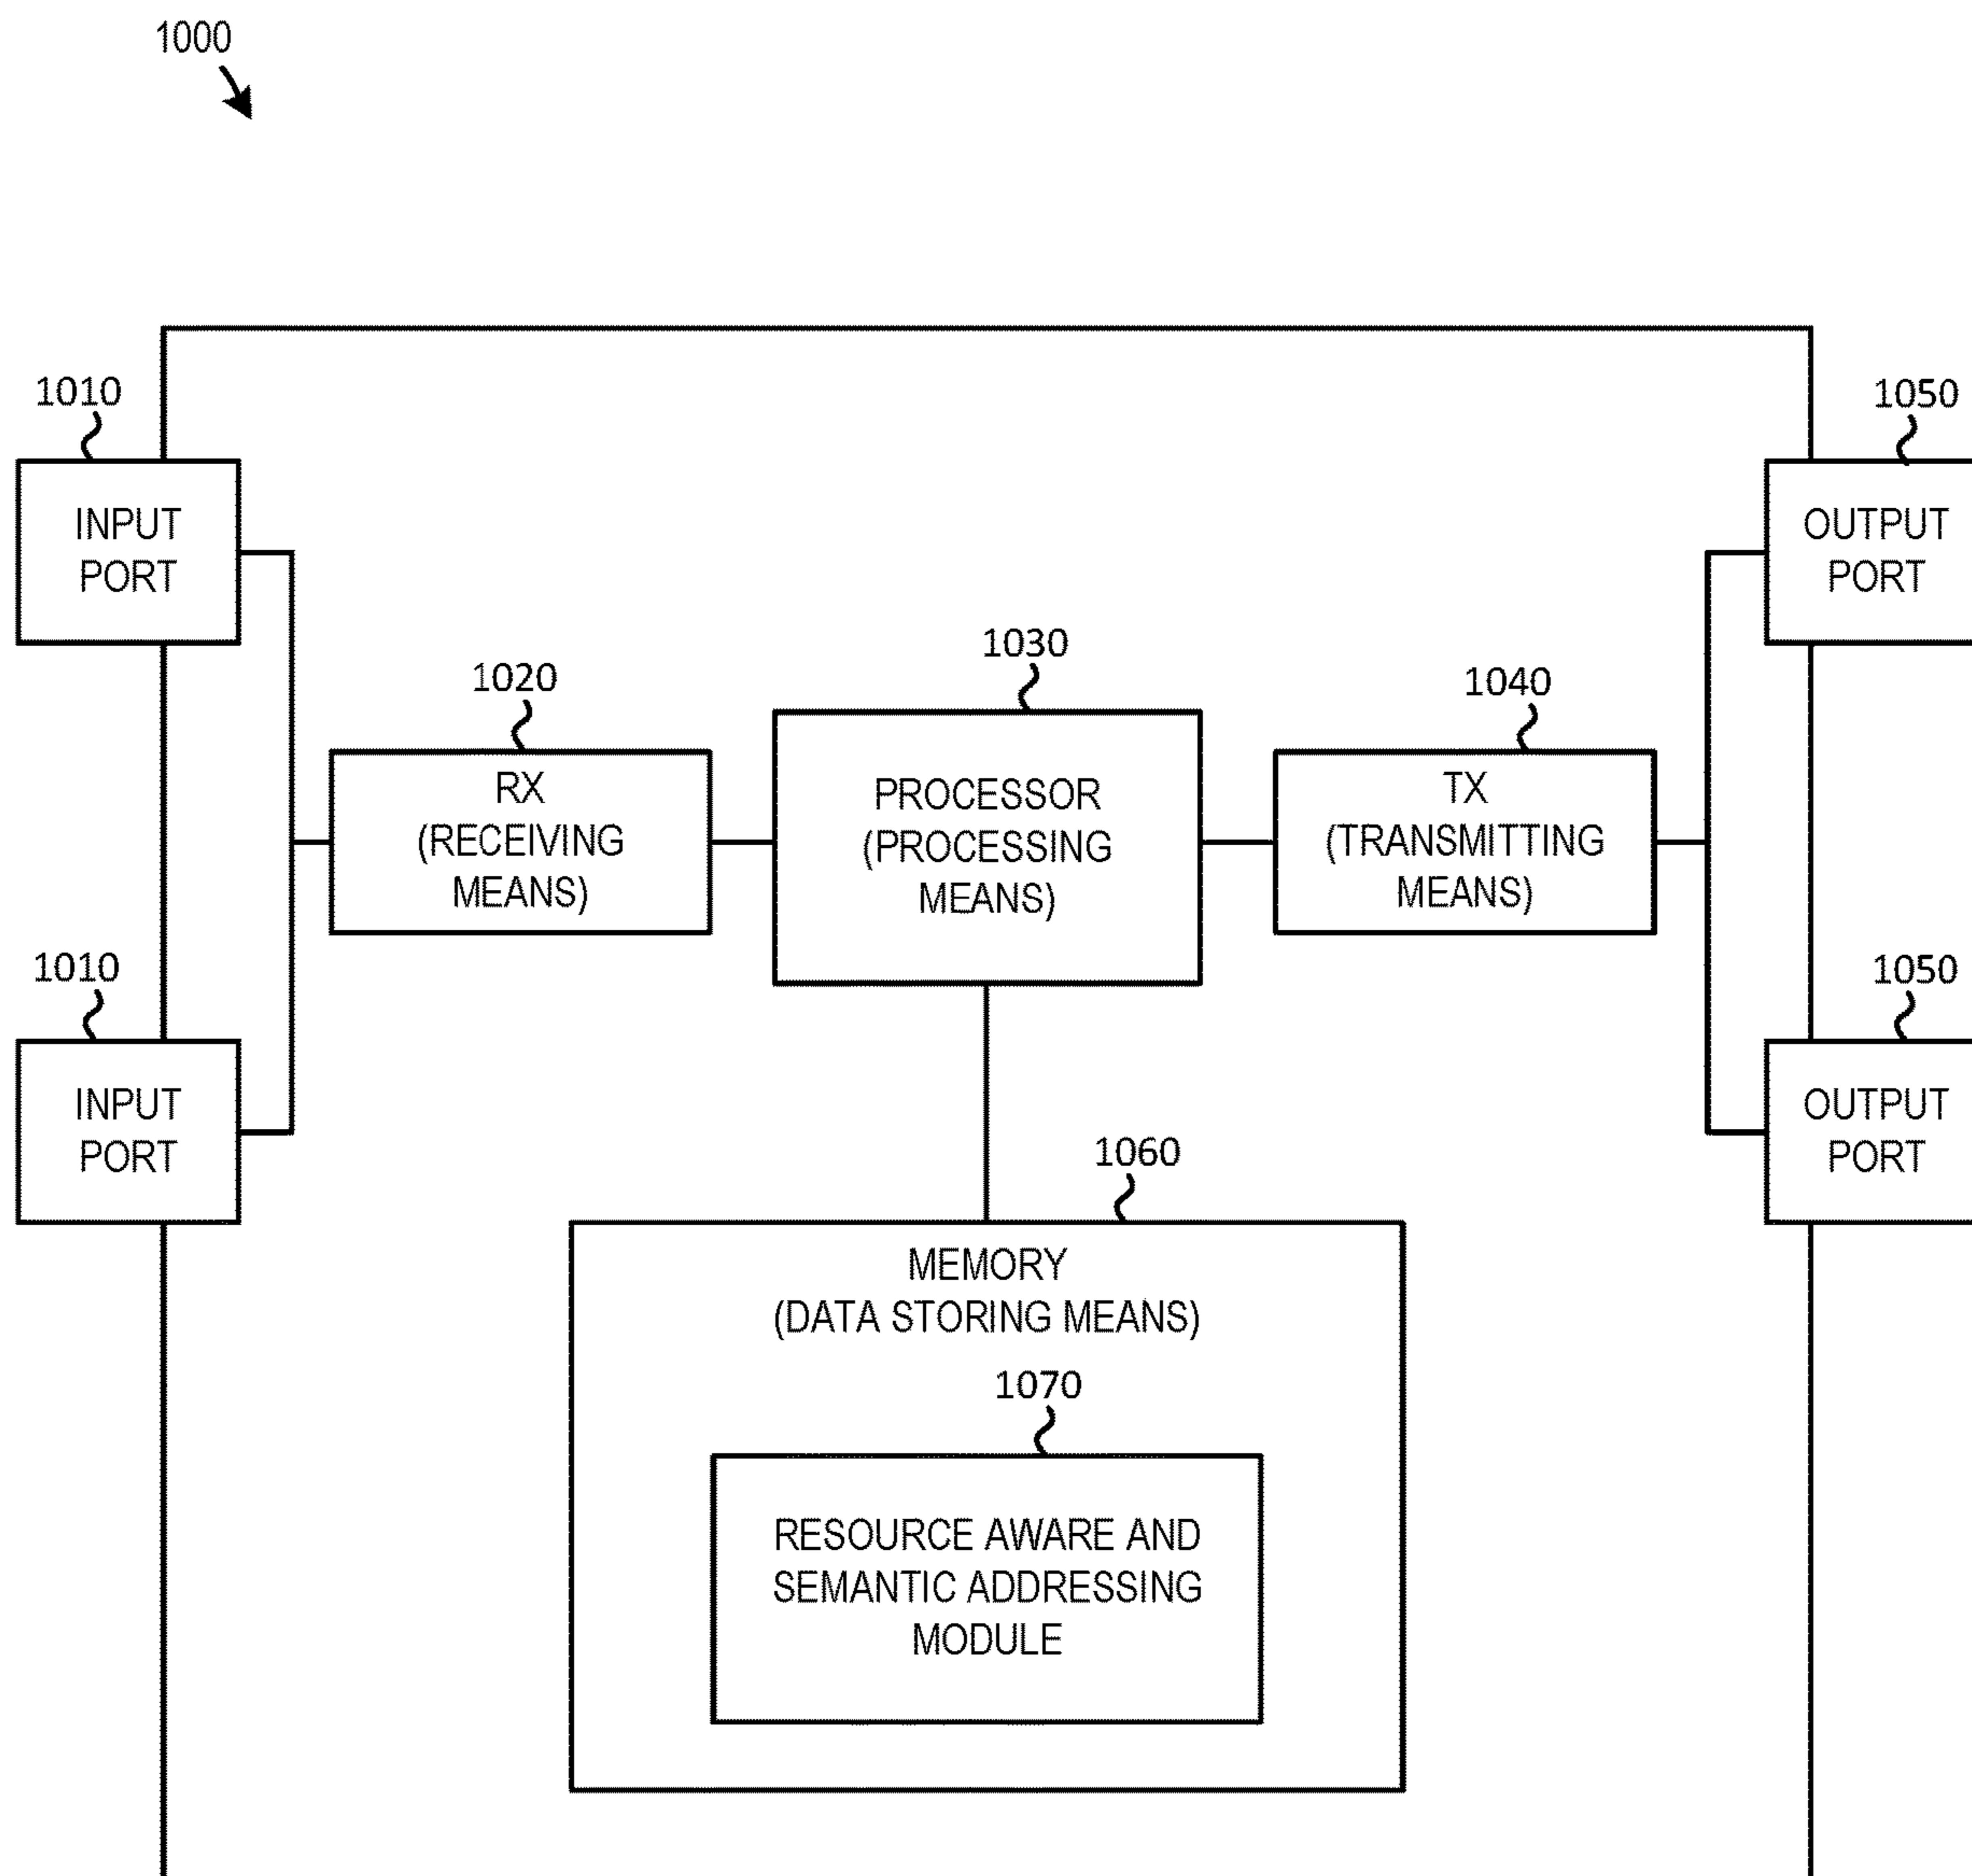 1000
1010
1050
INPUT
PORT
OUTPUT
PORT
1020
1030
1040
RX
(RECEIVING
MEANS)
PROCESSOR
(PROCESSING
MEANS)
TX
(TRANSMITTING
MEANS)
1010
1050
INPUT
PORT
OUTPUT
PORT
1060
MEMORY
(DATA STORING MEANS)
1070
RESOURCE AWARE AND
SEMANTIC ADDRESSING
MODULE